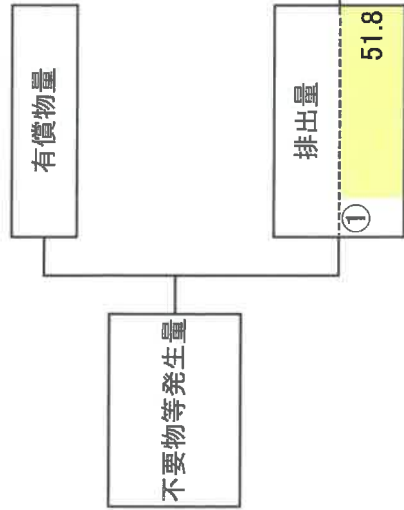 不要物等発生量
有償物量
排出量
①
51.8